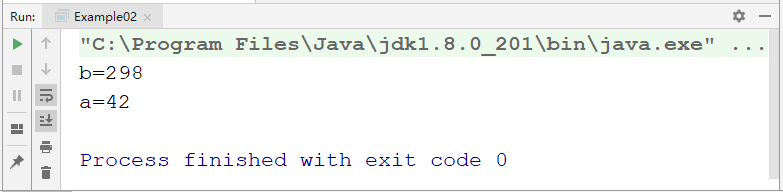 Run: Example02
"C:\Program Files\Java\jdk1.8.0_201\bin\java.exe" ...
b=298
a=42
Process finished with exit code 0